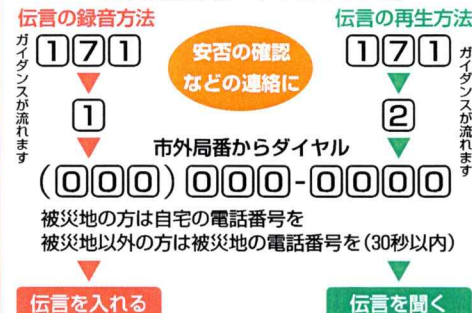 伝言の録音方法
伝言の再生方法
171
ガイダンスが流れます
安否の確認
などの連絡に
171
ガイダンスが流れます
1
2
市外局番からダイヤル
(000)000-0000
被災地の方は自宅の電話番号を
被災地以外の方は被災地の電話番号を(30秒以内)
伝言を入れる
伝言を聞く